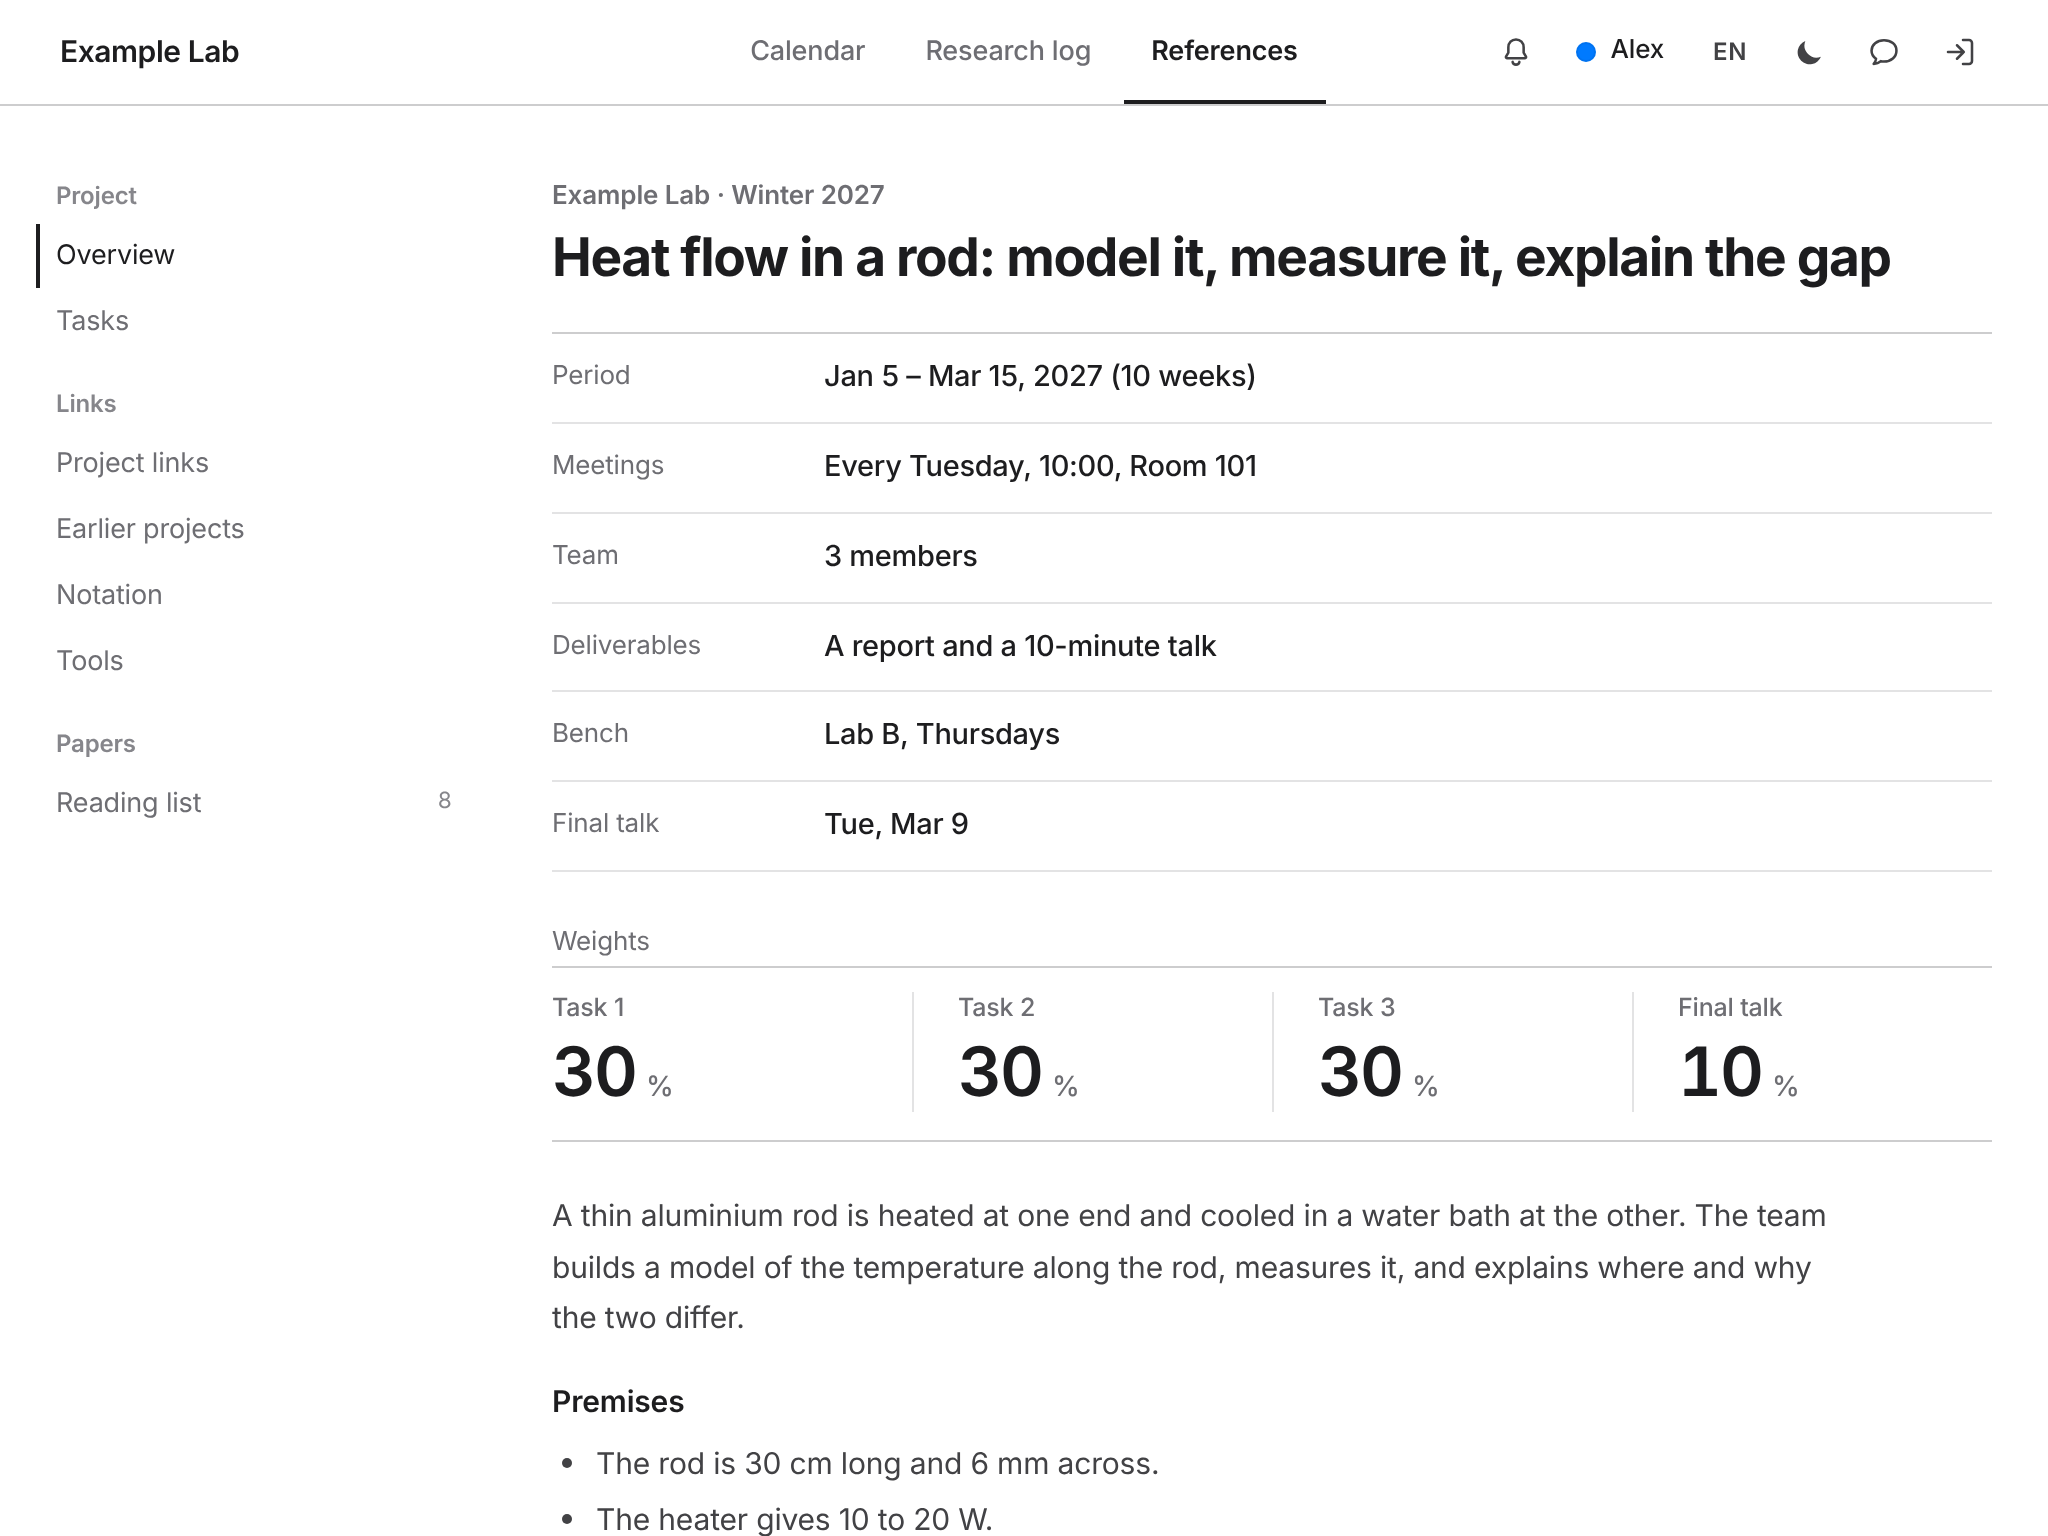 Example Lab
Calendar
Research log
References
Alex
EN
Project
Overview
Tasks
Links
Project links
Earlier projects
Notation
Tools
Papers
Reading list 8
Example Lab · Winter 2027
Heat flow in a rod: model it, measure it, explain the gap
Period Jan 5 – Mar 15, 2027 (10 weeks)
Meetings Every Tuesday, 10:00, Room 101
Team 3 members
Deliverables A report and a 10-minute talk
Bench Lab B, Thursdays
Final talk Tue, Mar 9
Weights
Task 1
30 %
Task 2
30 %
Task 3
30 %
Final talk
10 %
A thin aluminium rod is heated at one end and cooled in a water bath at the other. The team
builds a model of the temperature along the rod, measures it, and explains where and why
the two differ.
Premises
• The rod is 30 cm long and 6 mm across.
• The heater gives 10 to 20 W.